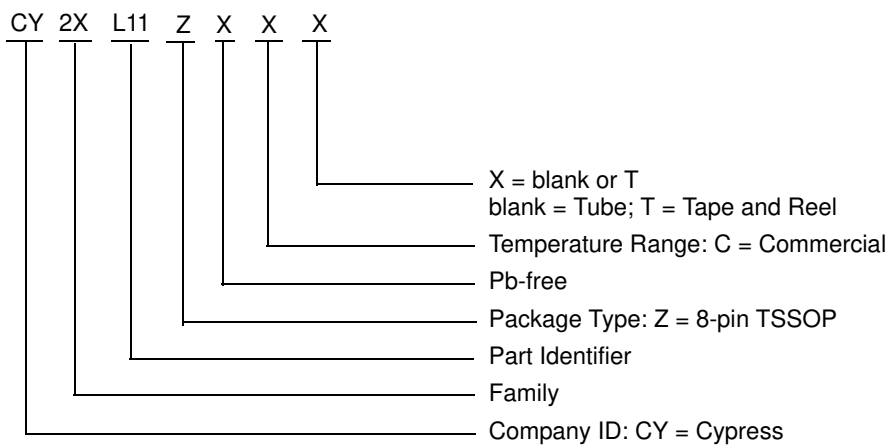 CY 2X L11 Z X X X
X = blank or T
blank = Tube; T = Tape and Reel
Temperature Range: C = Commercial
Pb-free
Package Type: Z = 8-pin TSSOP
Part Identifier
Family
Company ID: CY = Cypress